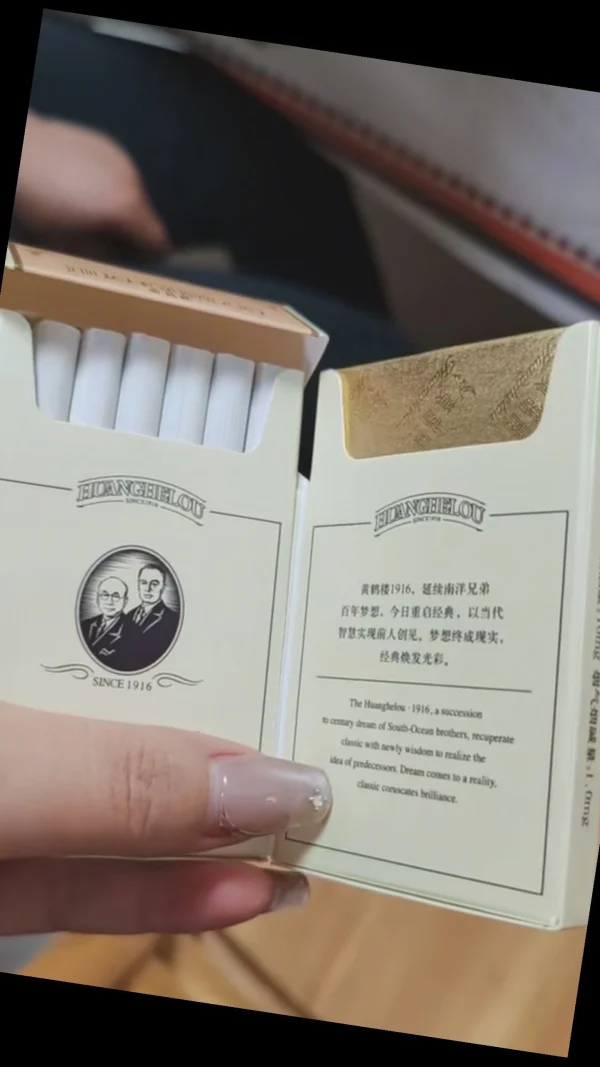 HUANGHELOU
SINCE 1916
SINCE 1916
HUANGHELOU
SINCE 1916
黄鹤楼1916，延续南洋兄弟
百年梦想，今日重启经典，以当代
智慧实现前人创见。梦想终成现实，
经典焕发光彩。
The Huanghelou · 1916, a succession
to century dream of South-Ocean brothers, recuperate
classic with newly wisdom to realize the
idea of predecessors. Dream comes to a reality,
classic coruscates brilliance.